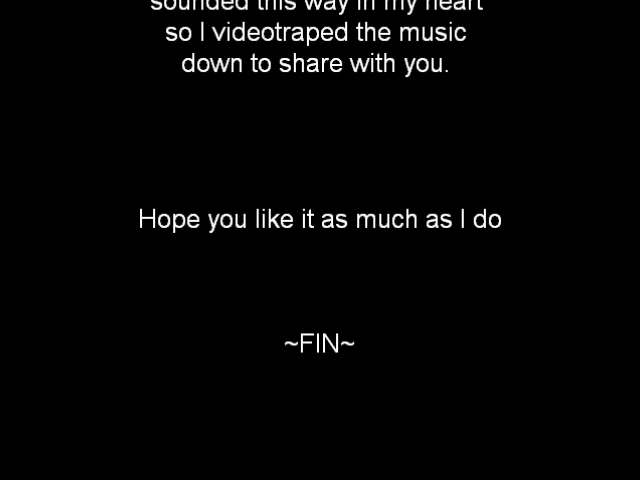 sounded this way in my heart
so I videotraped the music
down to share with you.
Hope you like it as much as I do
~FIN~